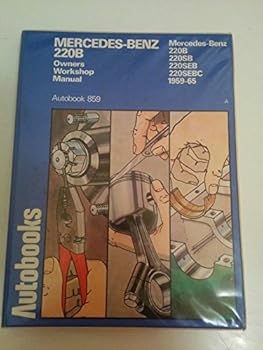 MERCEDES-BENZ
220B
Owners
Workshop
Manual
Autobook 859
Mercedes-Benz
220B
220SB
220SEB
220SEBC
1959-65
A
Autobooks